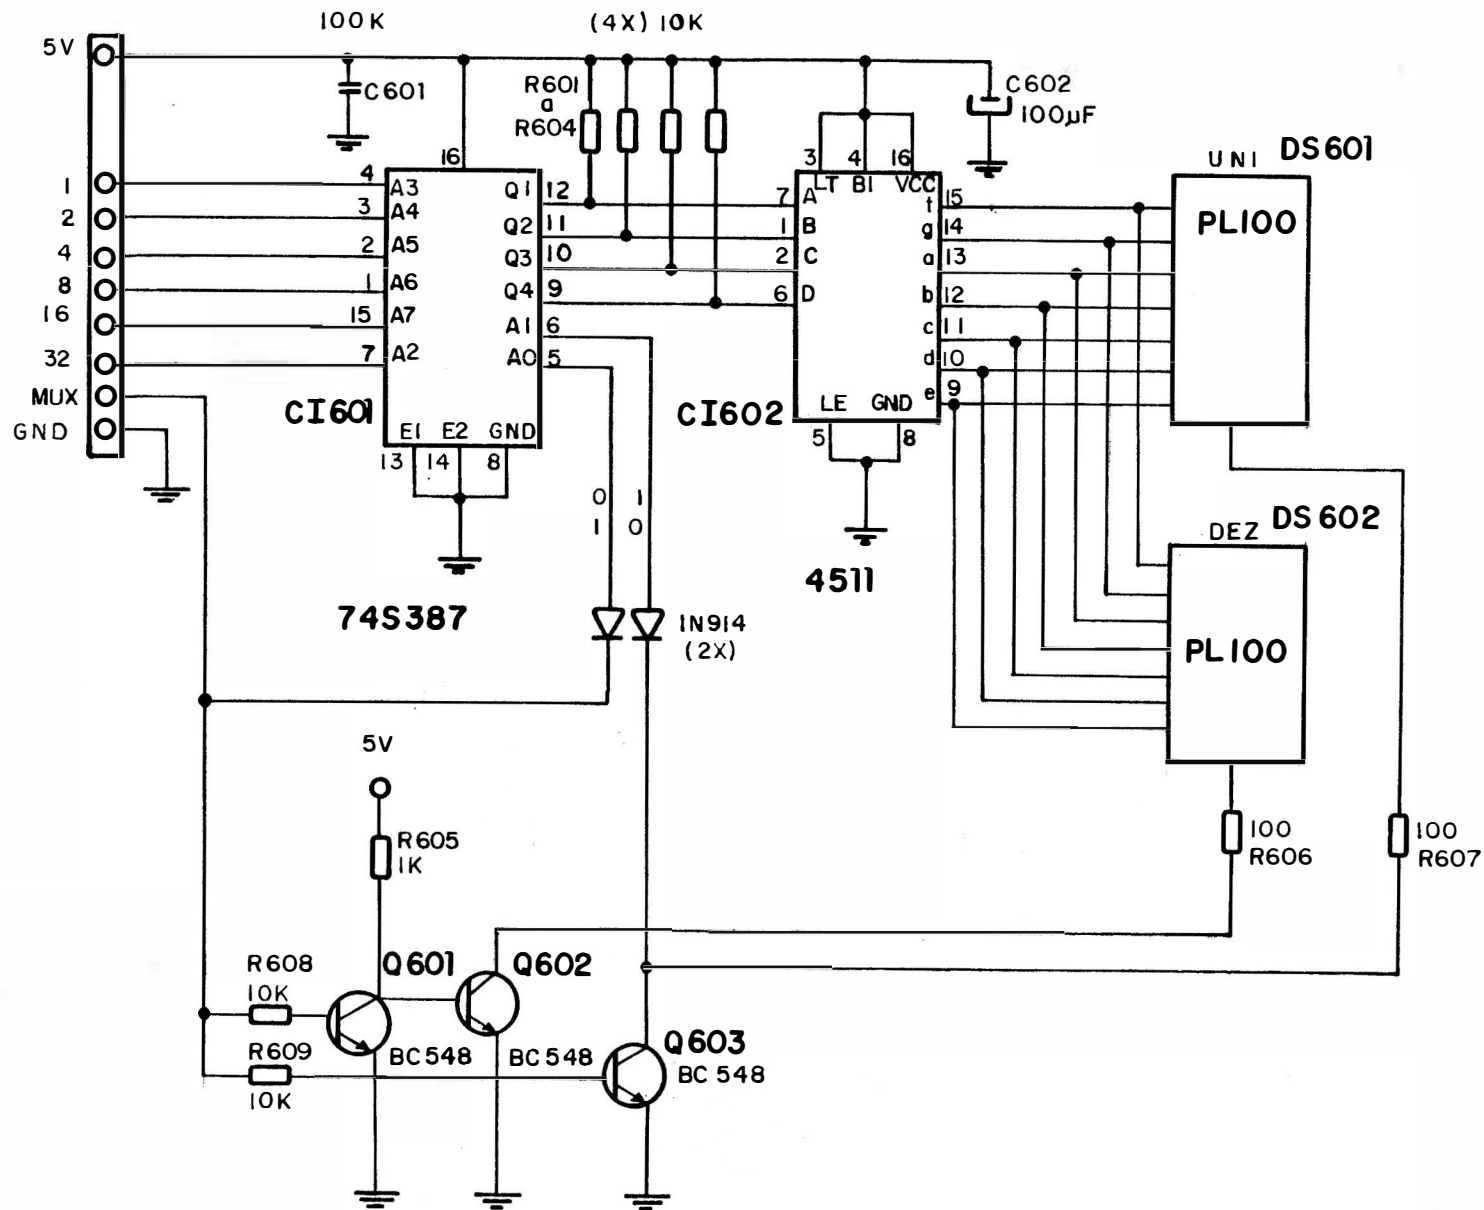 100K
(4X) 10K
5V
C601
R601
a
R604
C602
100µF
DS601
UNI
PL100
1
2
4
8
16
32
MUX
GND
16
4 A3
3 A4
2 A5
1 A6
15 A7
7 A2
Q1 12
Q2 11
Q3 10
Q4 9
A1 6
A0 5
E1 E2 GND
13 14 8
CI601
74S387
3 4 16
LT BI VCC
7 A
1 B
2 C
6 D
f 15
g 14
a 13
b 12
c 11
d 10
e 9
LE GND
5 8
CI602
4511
0 1
1 0
1N914
(2X)
DS602
DEZ
PL100
5V
R605
1K
100
R606
100
R607
R608
10K
Q601
BC548
Q602
BC548
R609
10K
Q603
BC548